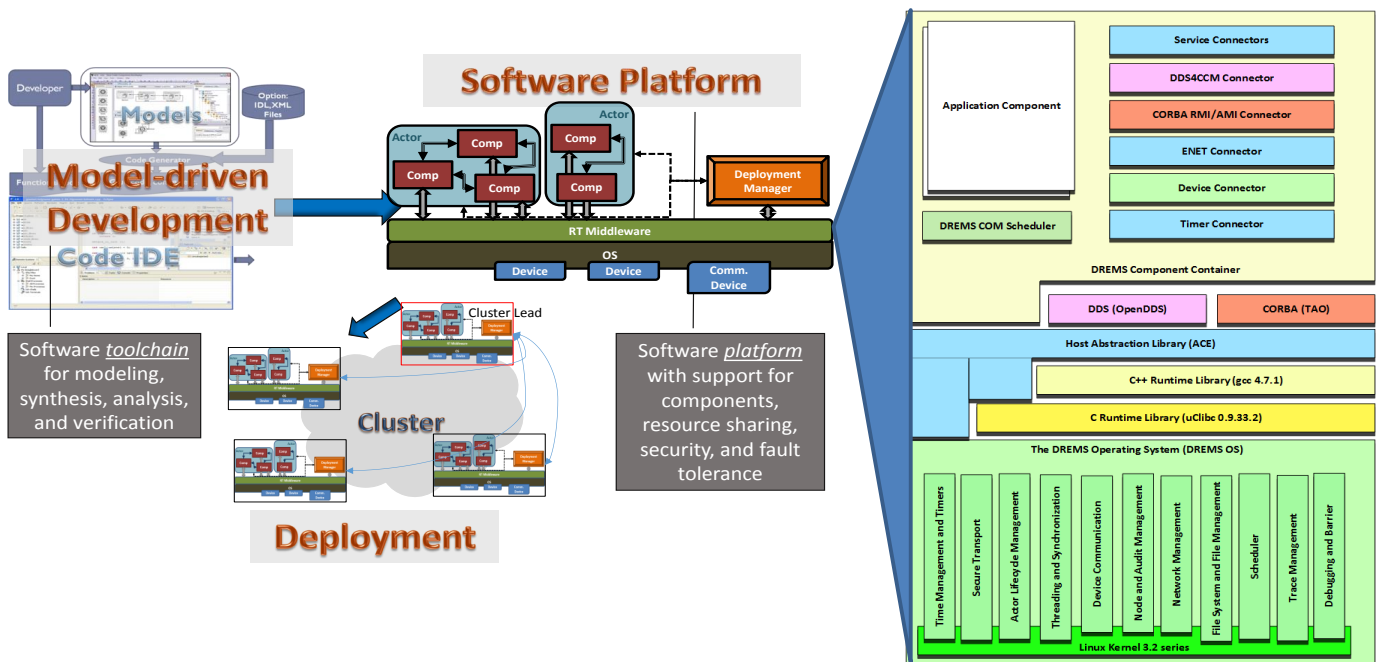 Developer
Models
Option:
IDL,XML
Files
Code Generator
Model-driven
Development
Code IDE
Software toolchain
for modeling,
synthesis, analysis,
and verification
Software Platform
Actor
Comp
Comp
Comp
Actor
Comp
Comp
Deployment
Manager
RT Middleware
OS
Device
Device
Comm.
Device
Cluster Lead
Cluster
Deployment
Software platform
with support for
components,
resource sharing,
security, and fault
tolerance
Application Component
Service Connectors
DDS4CCM Connector
CORBA RMI/AMI Connector
ENET Connector
Device Connector
Timer Connector
DREMS COM Scheduler
DREMS Component Container
DDS (OpenDDS)
CORBA (TAO)
Host Abstraction Library (ACE)
C++ Runtime Library (gcc 4.7.1)
C Runtime Library (uClibc 0.9.33.2)
The DREMS Operating System (DREMS OS)
Time Management and Timers
Secure Transport
Actor Lifecycle Management
Threading and Synchronization
Device Communication
Node and Audit Management
Network Management
File System and File Management
Scheduler
Trace Management
Debugging and Barrier
Linux Kernel 3.2 series